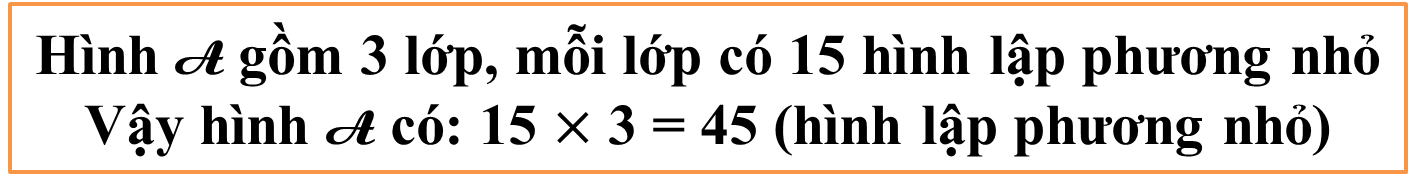 Hình 𝓐 gồm 3 lớp, mỗi lớp có 15 hình lập phương nhỏ
Vậy hình 𝓐 có: 15 × 3 = 45 (hình lập phương nhỏ)